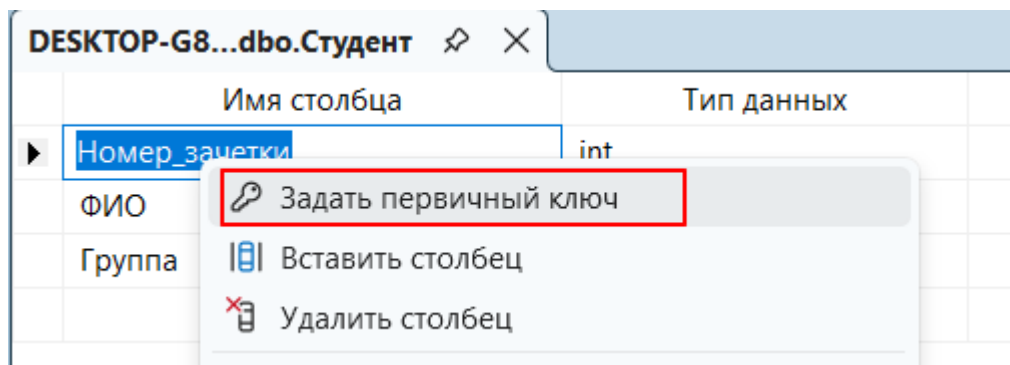 DESKTOP-G8...dbo.Студент
Имя столбца Тип данных
Номер_зачетки int
Задать первичный ключ
ФИО
Вставить столбец
Группа
Удалить столбец